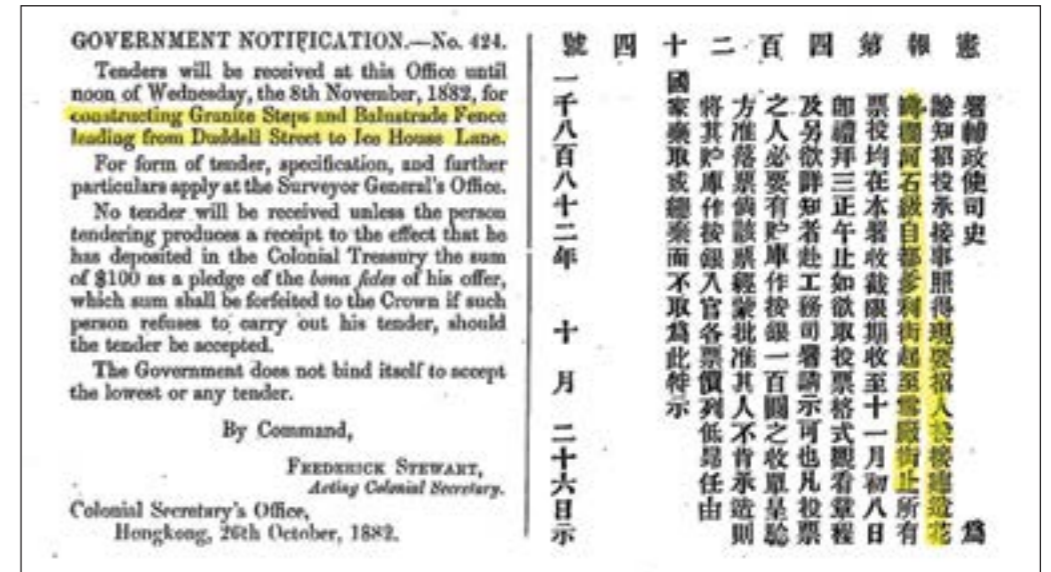 GOVERNMENT NOTIFICATION.—No. 424.
Tenders will be received at this Office until
noon of Wednesday, the 8th November, 1882, for
constructing Granite Steps and Balustrade Fence
leading from Duddell Street to Ice House Lane.
For form of tender, specification, and further
particulars apply at the Surveyor General's Office.
No tender will be received unless the person
tendering produces a receipt to the effect that he
has deposited in the Colonial Treasury the sum
of $100 as a pledge of the bona fides of his offer,
which sum shall be forfeited to the Crown if such
person refuses to carry out his tender, should
the tender be accepted.
The Government does not bind itself to accept
the lowest or any tender.
By Command,
FREDERICK STEWART,
Acting Colonial Secretary.
Colonial Secretary's Office,
Hongkong, 26th October, 1882.
憲報第四百二十四號
署輔政使司史 為
諭知招投承接事照得現要招人投接建造花
欄河石級自都爹利街起至雪厰街止所有
票投均在本署收截限期收至十一月初八日
卽禮拜三正午止如欲取投票格式觀看章程
及另欲詳知者赴工務司署請示可也凡投票
之人必要有貯庫作按銀一百圓之收單呈驗
方准落票倘該票經蒙批准其人不肯承造則
將其貯庫作按銀入官各票價列低昂任由
國家棄取或總棄而不取爲此特示
一千八百八十二年 十月 二十六日示